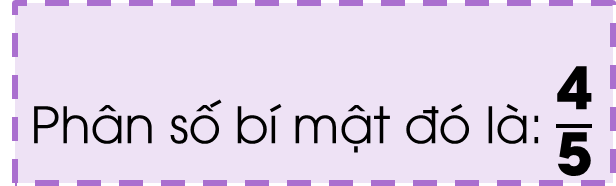 Phân số bí mật đó là: 4/5